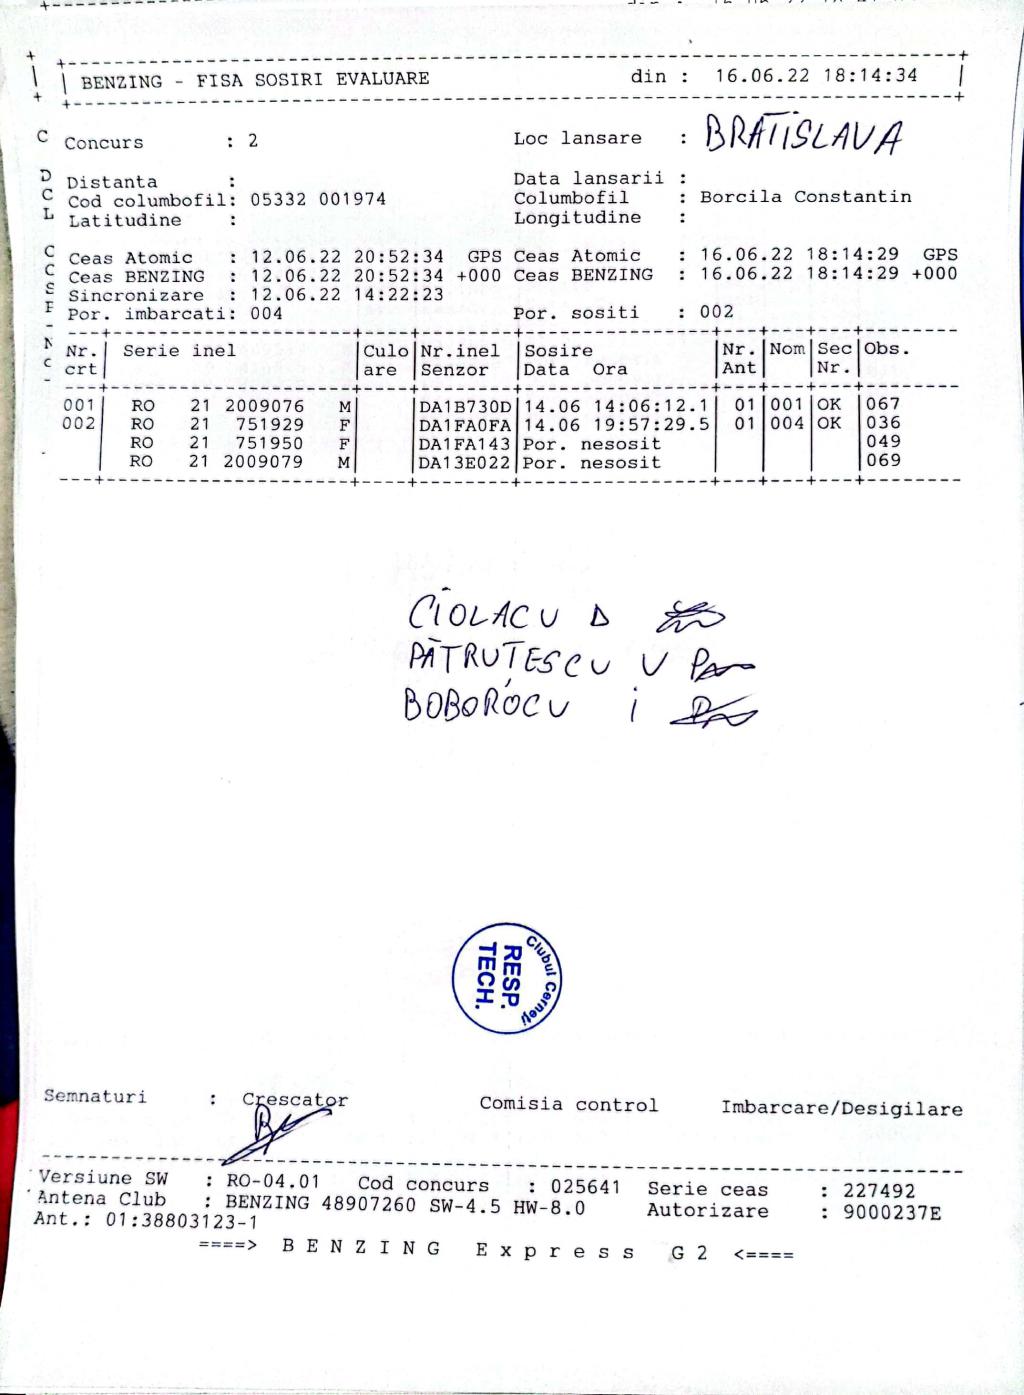 BENZING - FISA SOSIRI EVALUARE din : 16.06.22 18:14:34
Concurs : 2 Loc lansare : BRATiSLAVA
Distanta : Data lansarii :
Cod columbofil: 05332 001974 Columbofil : Borcila Constantin
Latitudine : Longitudine :
Ceas Atomic : 12.06.22 20:52:34 GPS Ceas Atomic : 16.06.22 18:14:29 GPS
Ceas BENZING : 12.06.22 20:52:34 +000 Ceas BENZING : 16.06.22 18:14:29 +000
Sincronizare : 12.06.22 14:22:23
Por. imbarcati: 004 Por. sositi : 002
Nr. Serie inel Culo Nr.inel Sosire Nr. Nom Sec Obs.
crt are Senzor Data Ora Ant Nr.
001 RO 21 2009076 M DA1B730D 14.06 14:06:12.1 01 001 OK 067
002 RO 21 751929 F DA1FA0FA 14.06 19:57:29.5 01 004 OK 036
RO 21 751950 F DA1FA143 Por. nesosit 049
RO 21 2009079 M DA13E022 Por. nesosit 069
CIOLACU D
PĂTRUȚESCU V
BOBOROCU i
Clubul Cerneți
RESP.
TECH.
Semnaturi : Crescator Comisia control Imbarcare/Desigilare
Versiune SW : RO-04.01 Cod concurs : 025641 Serie ceas : 227492
Antena Club : BENZING 48907260 SW-4.5 HW-8.0 Autorizare : 9000237E
Ant.: 01:38803123-1
====> B E N Z I N G E x p r e s s G 2 <====